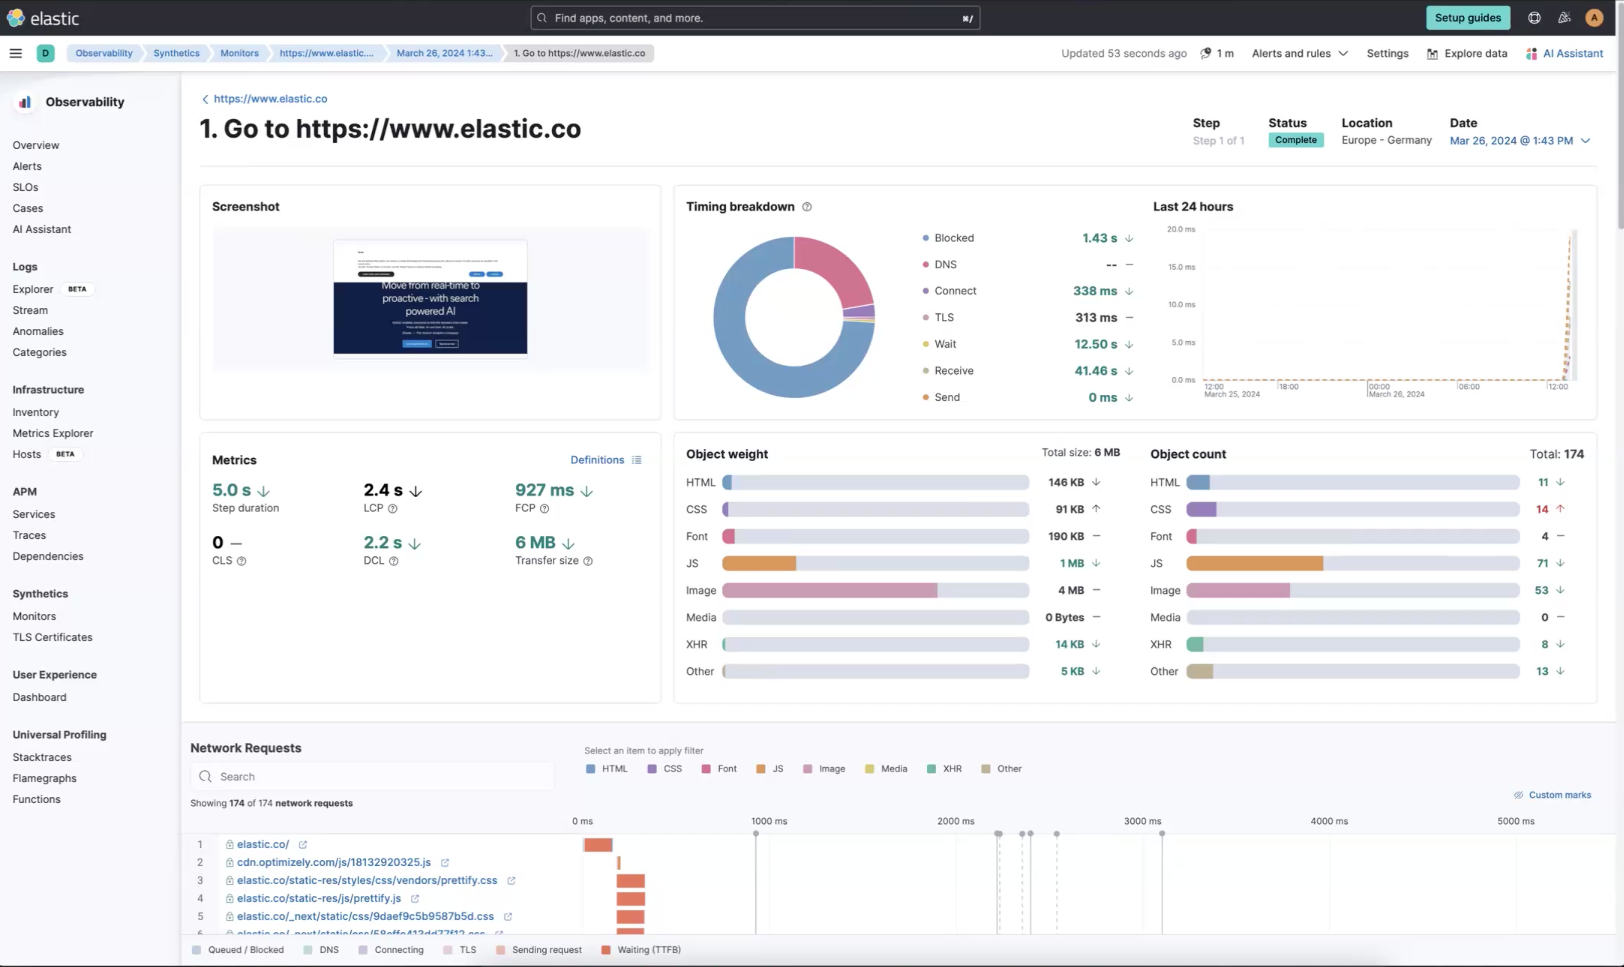 elastic
Find apps, content, and more.
⌘/
Setup guides
A
D
Observability
Synthetics
Monitors
https://www.elastic....
March 26, 2024 1:43...
1. Go to https://www.elastic.co
Updated 53 seconds ago
1 m
Alerts and rules
Settings
Explore data
AI Assistant
Observability
Overview
Alerts
SLOs
Cases
AI Assistant
Logs
Explorer BETA
Stream
Anomalies
Categories
Infrastructure
Inventory
Metrics Explorer
Hosts BETA
APM
Services
Traces
Dependencies
Synthetics
Monitors
TLS Certificates
User Experience
Dashboard
Universal Profiling
Stacktraces
Flamegraphs
Functions
https://www.elastic.co
1. Go to https://www.elastic.co
Step
Step 1 of 1
Status
Complete
Location
Europe - Germany
Date
Mar 26, 2024 @ 1:43 PM
Screenshot
Move from real-time to
proactive - with search
powered AI
Timing breakdown
Blocked 1.43 s
DNS --
Connect 338 ms
TLS 313 ms
Wait 12.50 s
Receive 41.46 s
Send 0 ms
Last 24 hours
20.0 ms
15.0 ms
10.0 ms
5.0 ms
0.0 ms
12:00 18:00 00:00 06:00 12:00
March 25, 2024 March 26, 2024
Metrics
Definitions
5.0 s
Step duration
2.4 s
LCP
927 ms
FCP
0
CLS
2.2 s
DCL
6 MB
Transfer size
Object weight
Total size: 6 MB
HTML 146 KB
CSS 91 KB
Font 190 KB
JS 1 MB
Image 4 MB
Media 0 Bytes
XHR 14 KB
Other 5 KB
Object count
Total: 174
HTML 11
CSS 14
Font 4
JS 71
Image 53
Media 0
XHR 8
Other 13
Network Requests
Search
Showing 174 of 174 network requests
Select an item to apply filter
HTML CSS Font JS Image Media XHR Other
Custom marks
0 ms 1000 ms 2000 ms 3000 ms 4000 ms 5000 ms
1 elastic.co/
2 cdn.optimizely.com/js/18132920325.js
3 elastic.co/static-res/styles/css/vendors/prettify.css
4 elastic.co/static-res/js/prettify.js
5 elastic.co/_next/static/css/9daef9c5b9587b5d.css
Queued / Blocked DNS Connecting TLS Sending request Waiting (TTFB)